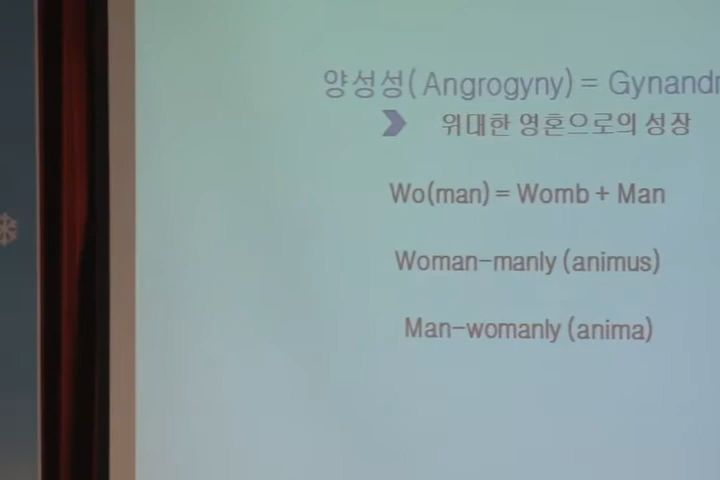 양성성(Angrogyny) = Gynandr
위대한 영혼으로의 성장
Wo(man) = Womb + Man
Woman-manly (animus)
Man-womanly (anima)